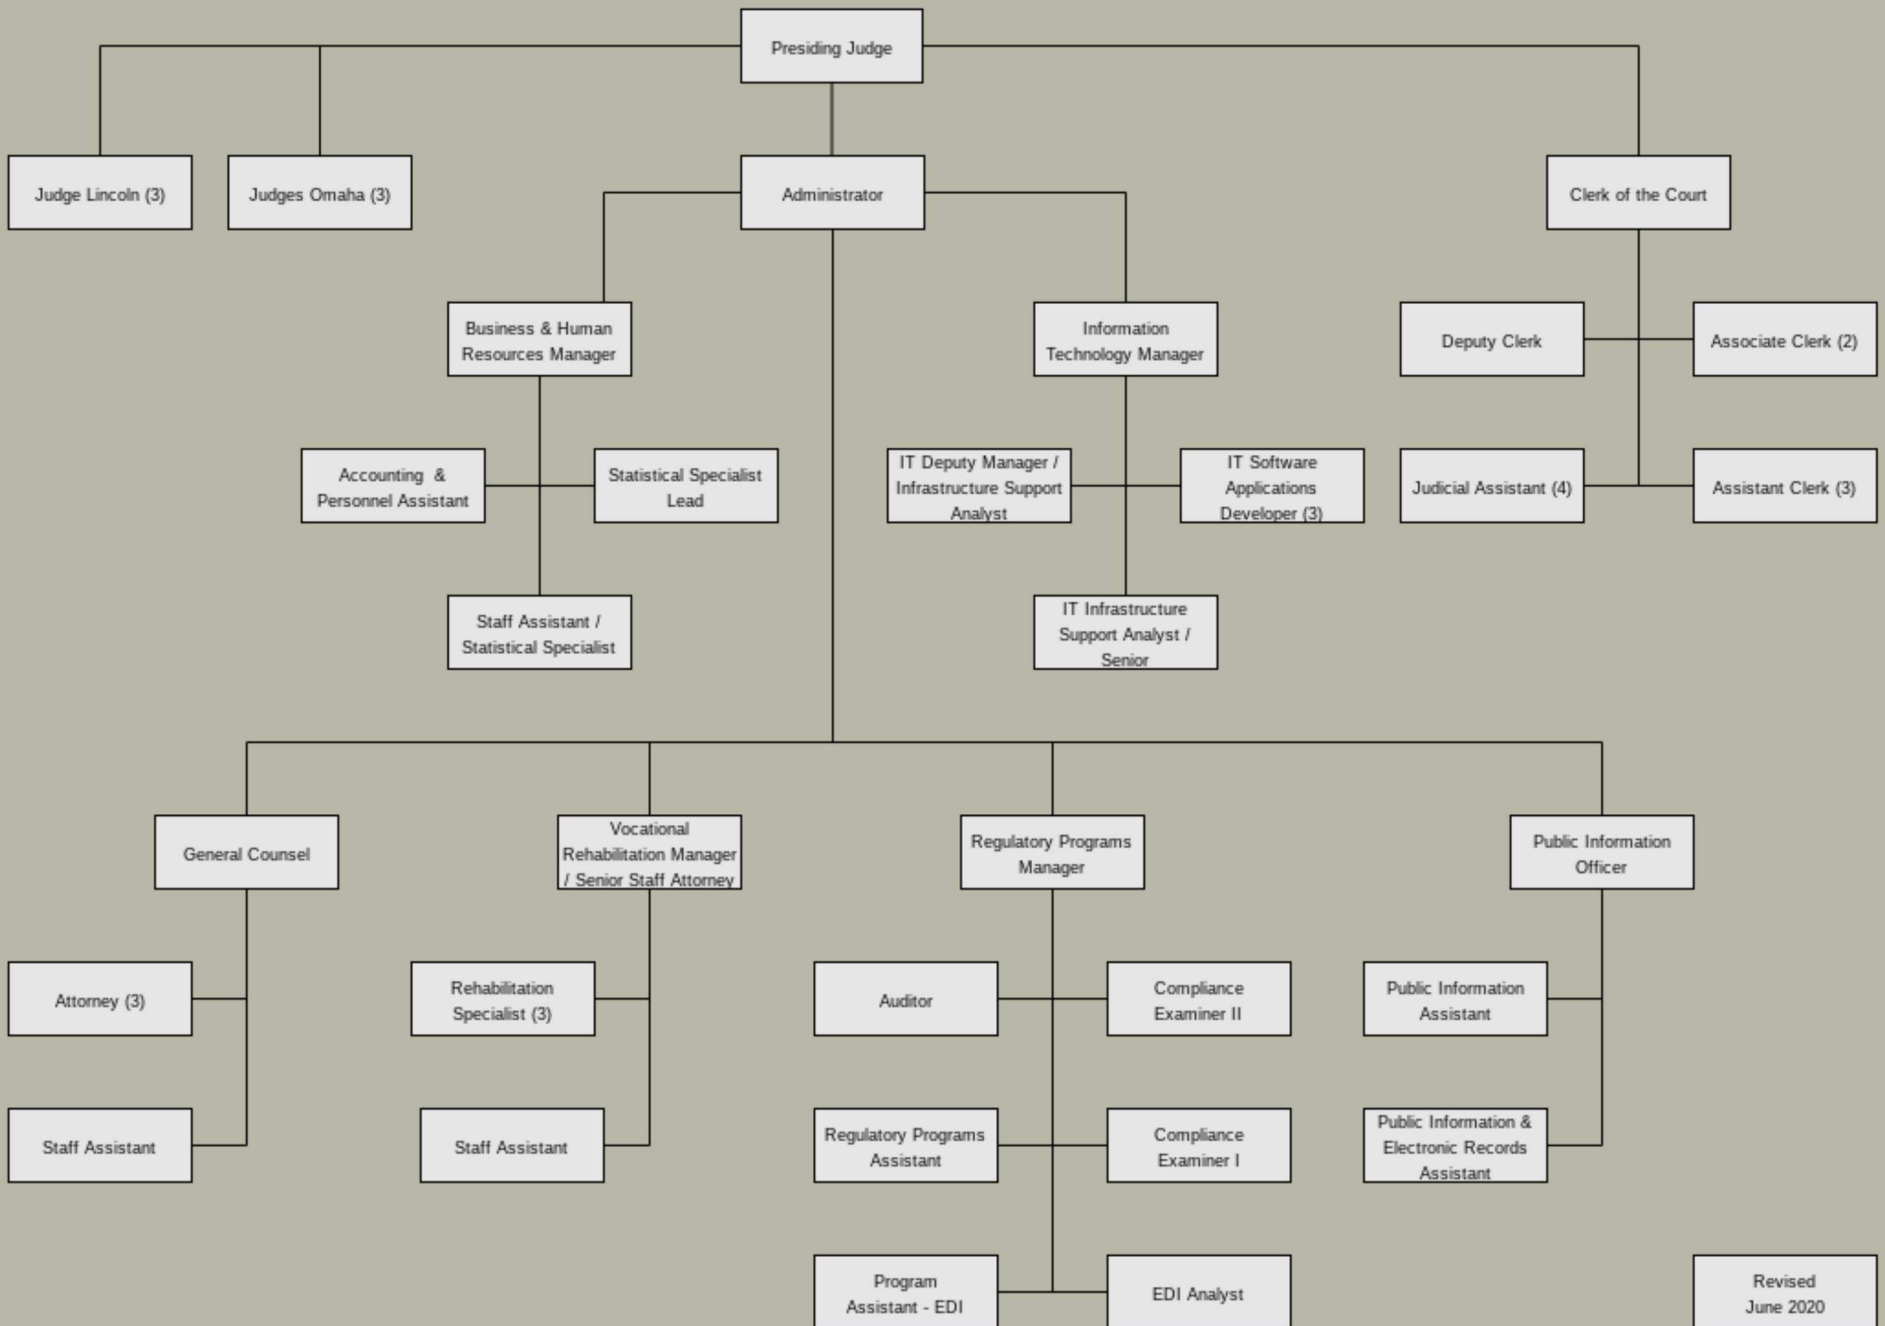 Presiding Judge
Judge Lincoln (3)
Judges Omaha (3)
Administrator
Clerk of the Court
Business & Human
Resources Manager
Information
Technology Manager
Deputy Clerk
Associate Clerk (2)
Accounting  &
Personnel Assistant
Statistical Specialist
Lead
IT Deputy Manager /
Infrastructure Support
Analyst
IT Software
Applications
Developer (3)
Judicial Assistant (4)
Assistant Clerk (3)
Staff Assistant /
Statistical Specialist
IT Infrastructure
Support Analyst /
Senior
General Counsel
Vocational
Rehabilitation Manager
/ Senior Staff Attorney
Regulatory Programs
Manager
Public Information
Officer
Attorney (3)
Rehabilitation
Specialist (3)
Auditor
Compliance
Examiner II
Public Information
Assistant
Staff Assistant
Staff Assistant
Regulatory Programs
Assistant
Compliance
Examiner I
Public Information &
Electronic Records
Assistant
Program
Assistant - EDI
EDI Analyst
Revised
June 2020